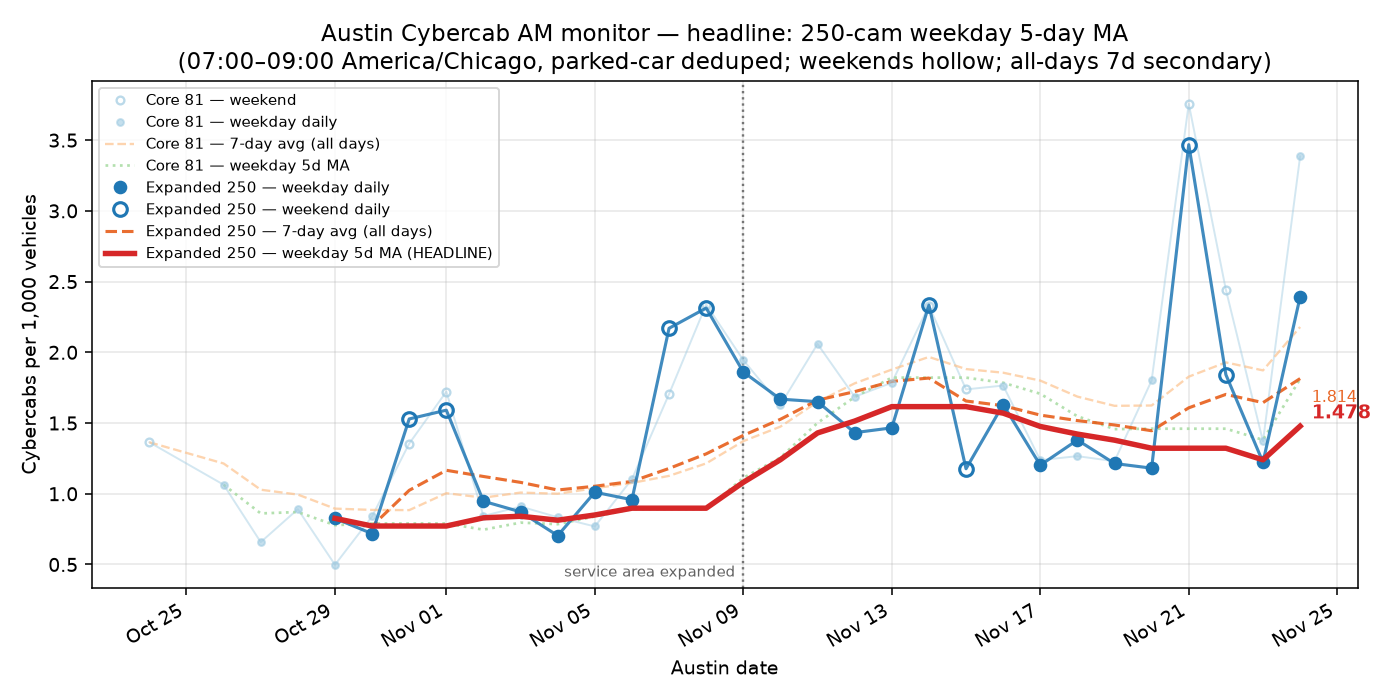 Austin Cybercab AM monitor — headline: 250-cam weekday 5-day MA
(07:00–09:00 America/Chicago, parked-car deduped; weekends hollow; all-days 7d secondary)
Core 81 — weekend
Core 81 — weekday daily
Core 81 — 7-day avg (all days)
Core 81 — weekday 5d MA
Expanded 250 — weekday daily
Expanded 250 — weekend daily
Expanded 250 — 7-day avg (all days)
Expanded 250 — weekday 5d MA (HEADLINE)
Cybercabs per 1,000 vehicles
3.5
3.0
2.5
2.0
1.5
1.0
0.5
1.814
1.478
service area expanded
Oct 25
Oct 29
Nov 01
Nov 05
Nov 09
Nov 13
Nov 17
Nov 21
Nov 25
Austin date